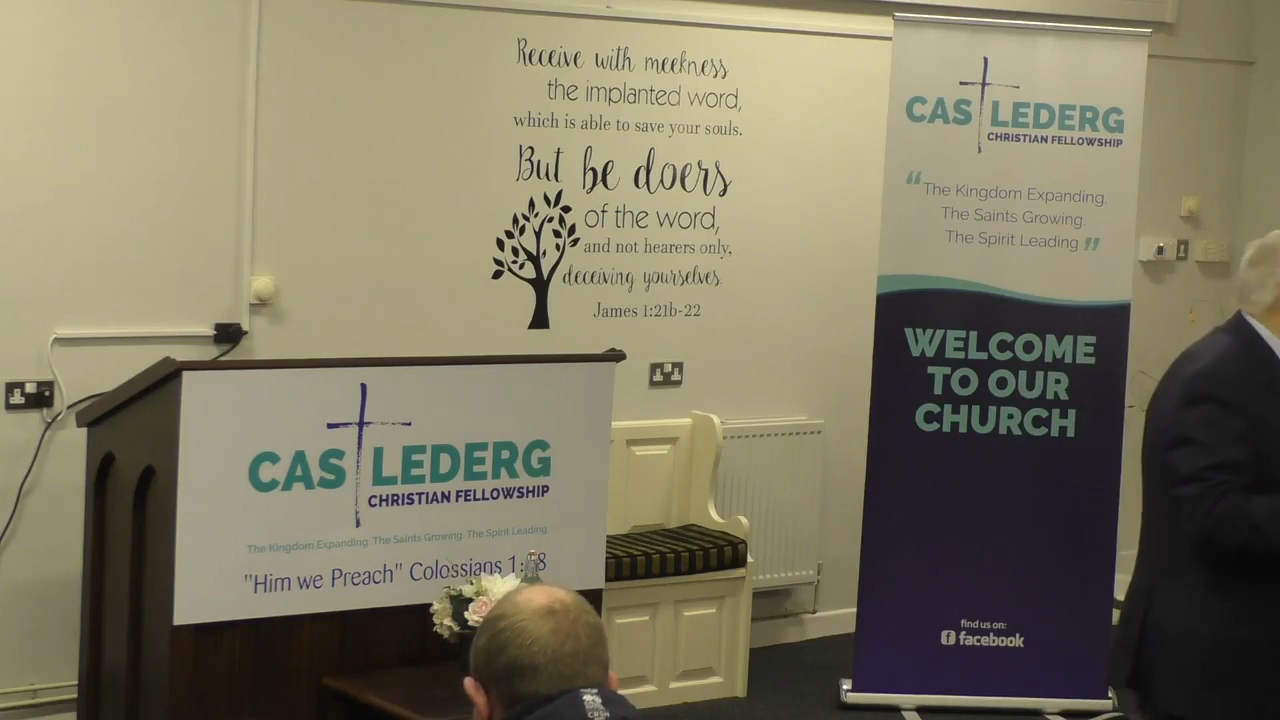 Receive with meekness
the implanted word,
which is able to save your souls.
But be doers
of the word,
and not hearers only,
deceiving yourselves.
James 1:21b-22
CASTLEDERG
CHRISTIAN FELLOWSHIP
“The Kingdom Expanding.
The Saints Growing.
The Spirit Leading”
WELCOME
TO OUR
CHURCH
find us on:
facebook
CASTLEDERG
CHRISTIAN FELLOWSHIP
The Kingdom Expanding. The Saints Growing. The Spirit Leading.
"Him we Preach" Colossians